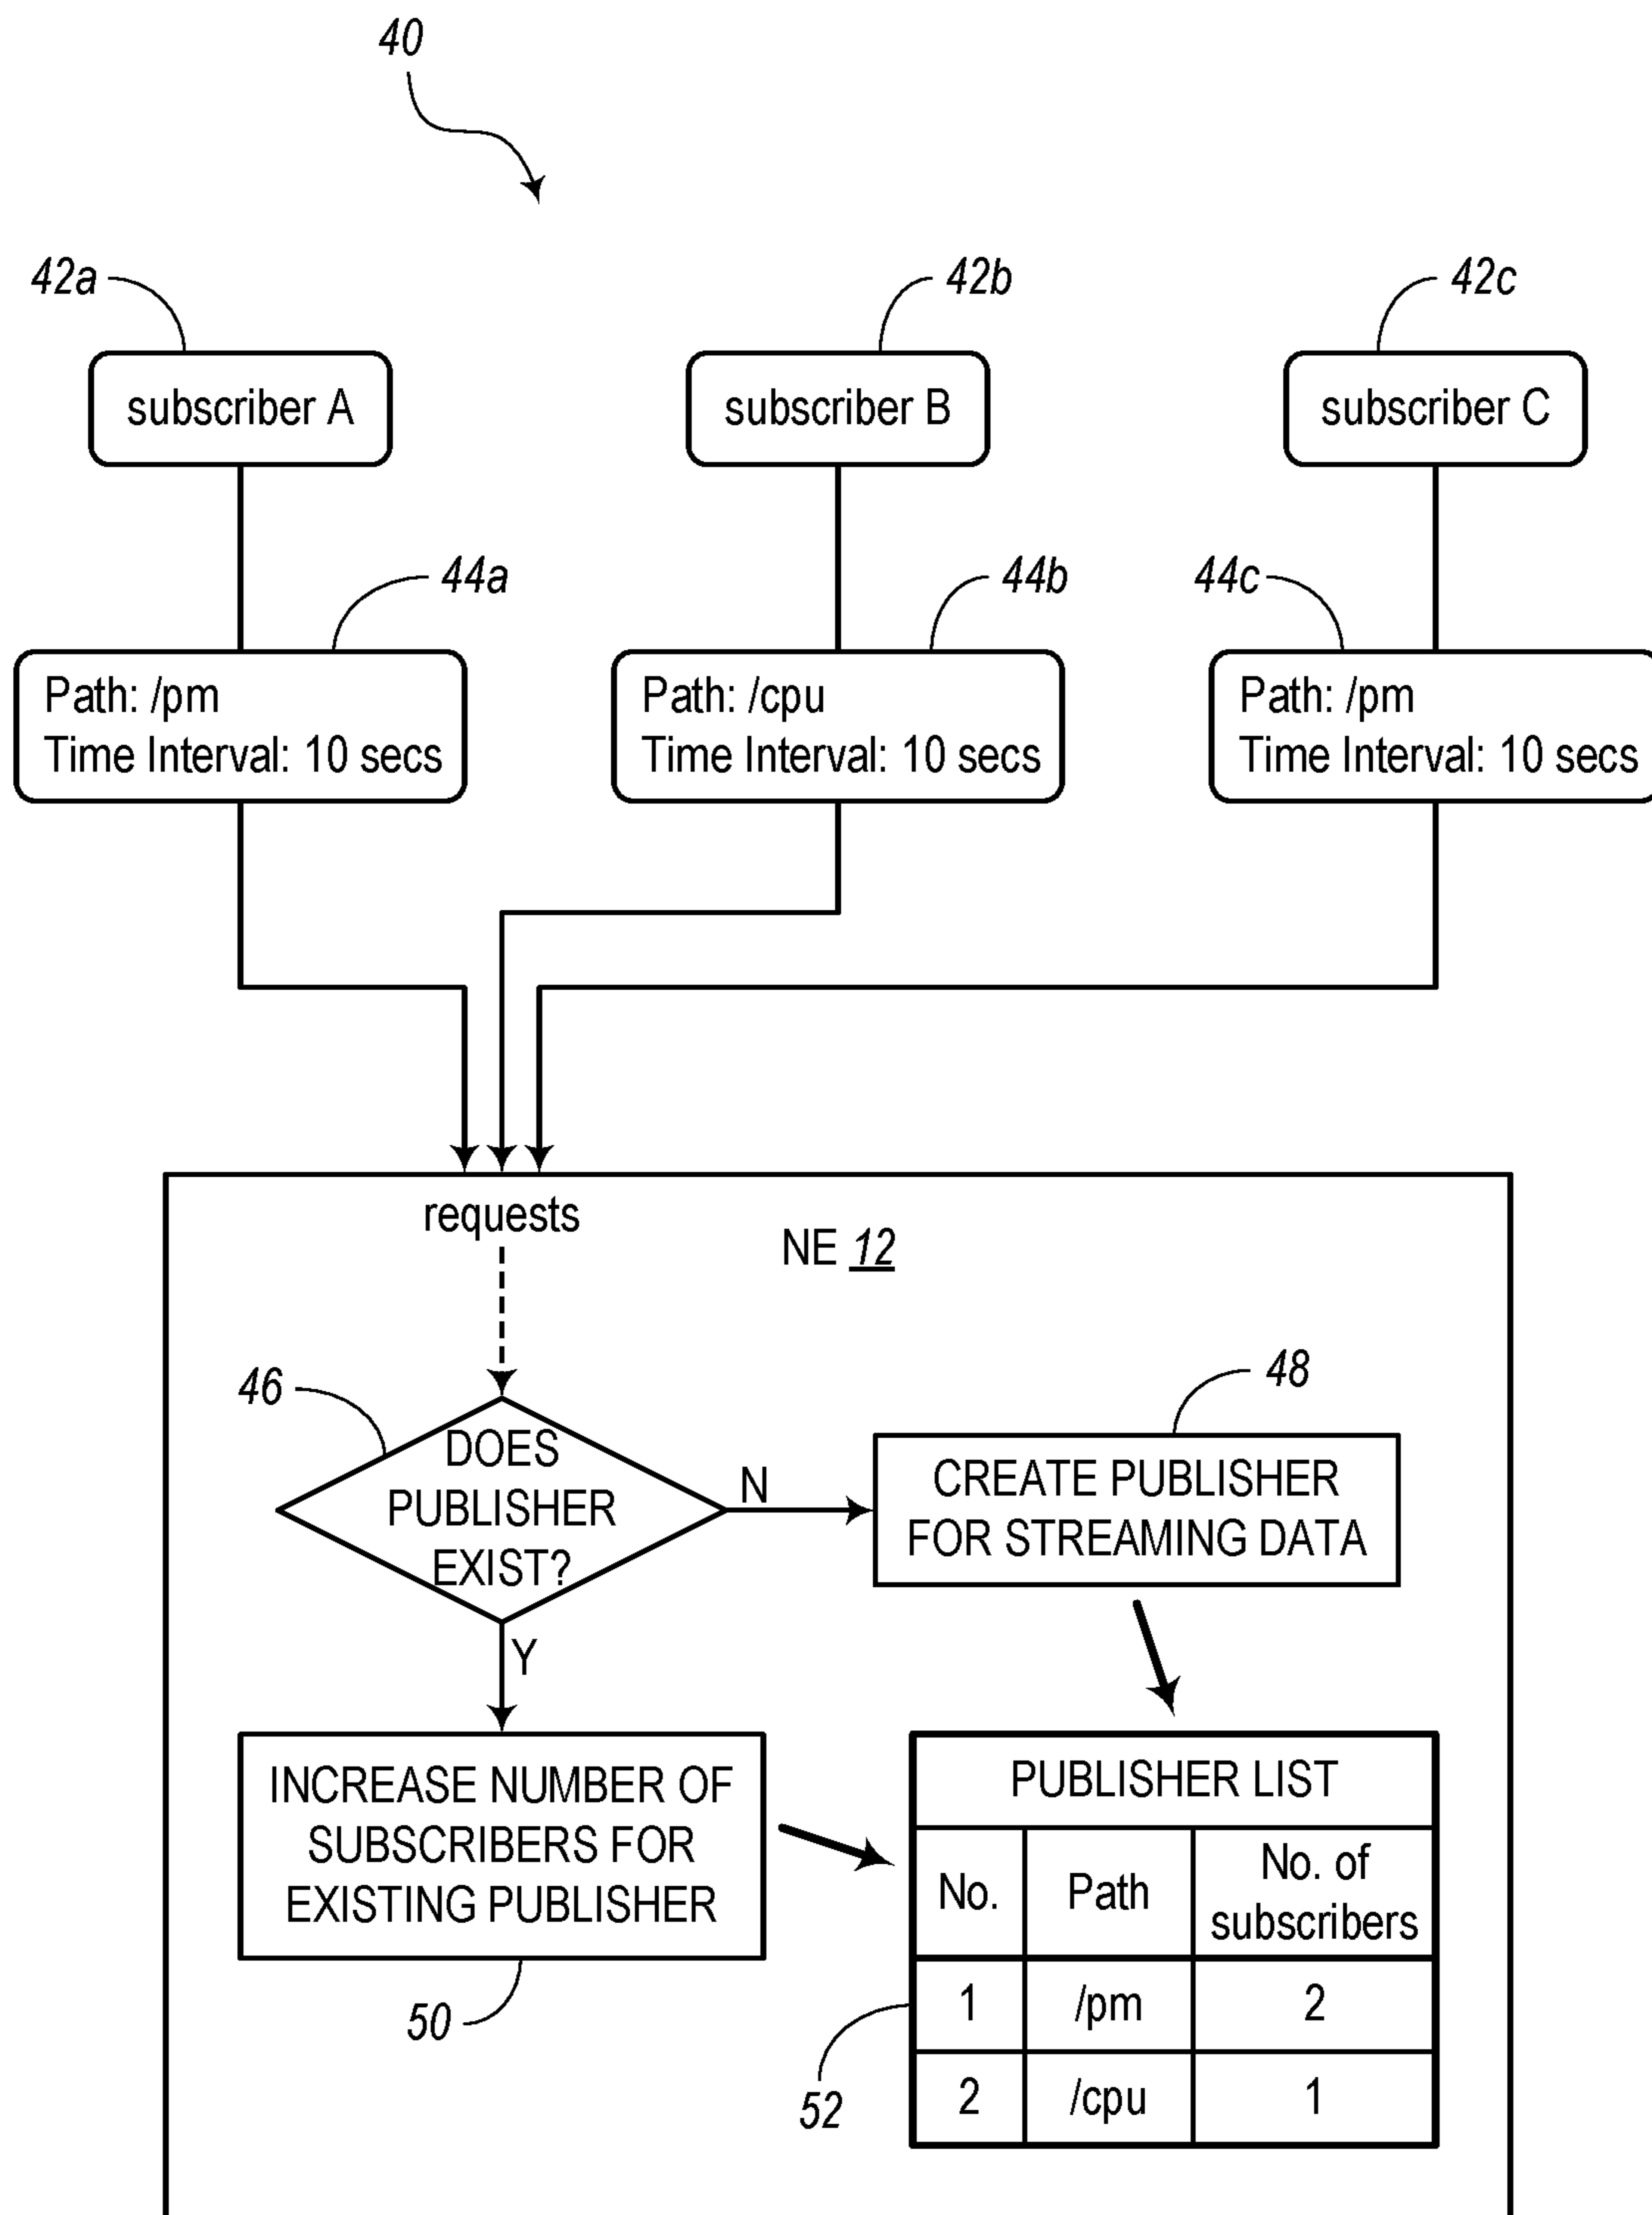 40
42a
42b
42c
subscriber A
subscriber B
subscriber C
44a
44b
44c
Path: /pm
Time Interval: 10 secs
Path: /cpu
Time Interval: 10 secs
Path: /pm
Time Interval: 10 secs
requests
NE 12
46
48
DOES
PUBLISHER
EXIST?
N
CREATE PUBLISHER
FOR STREAMING DATA
Y
INCREASE NUMBER OF
SUBSCRIBERS FOR
EXISTING PUBLISHER
50
PUBLISHER LIST
No.
Path
No. of
subscribers
1
/pm
2
2
/cpu
1
52